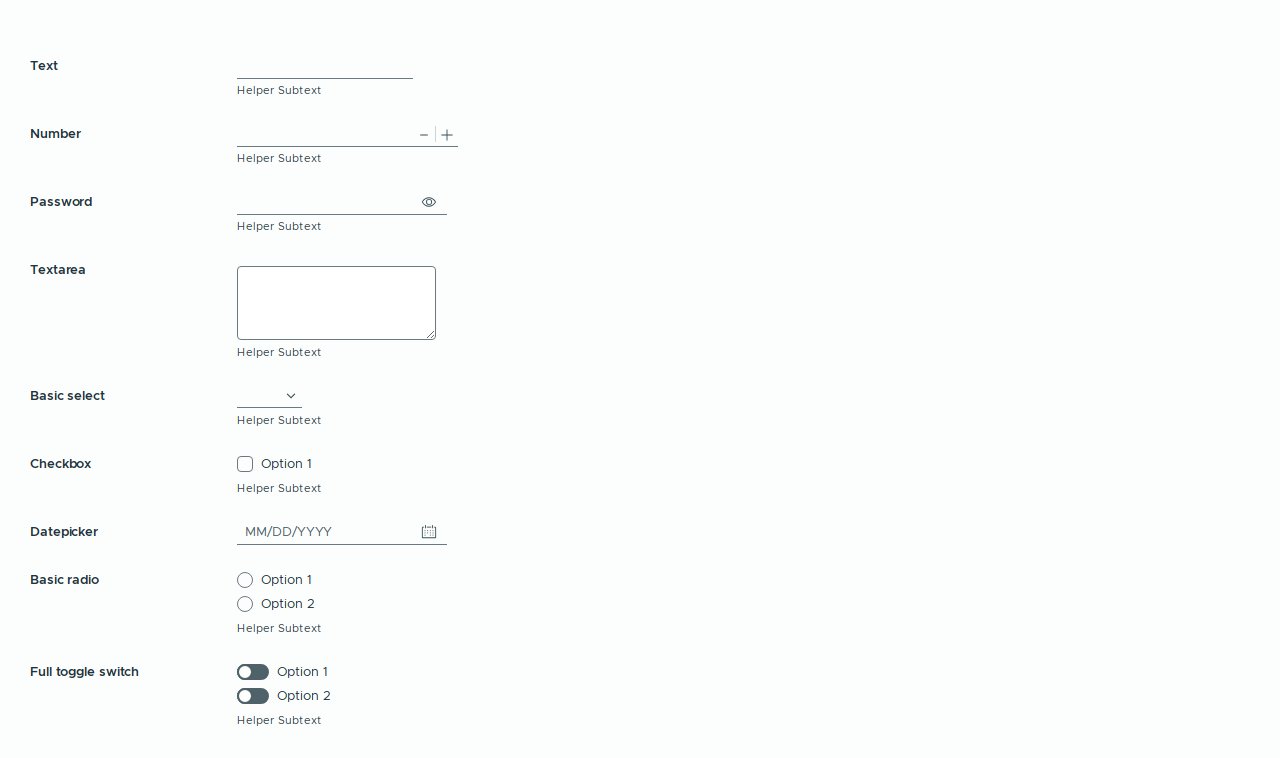 Text
Helper Subtext
Number
Helper Subtext
Password
Helper Subtext
Textarea
Helper Subtext
Basic select
Helper Subtext
Checkbox
Option 1
Helper Subtext
Datepicker
MM/DD/YYYY
Basic radio
Option 1
Option 2
Helper Subtext
Full toggle switch
Option 1
Option 2
Helper Subtext